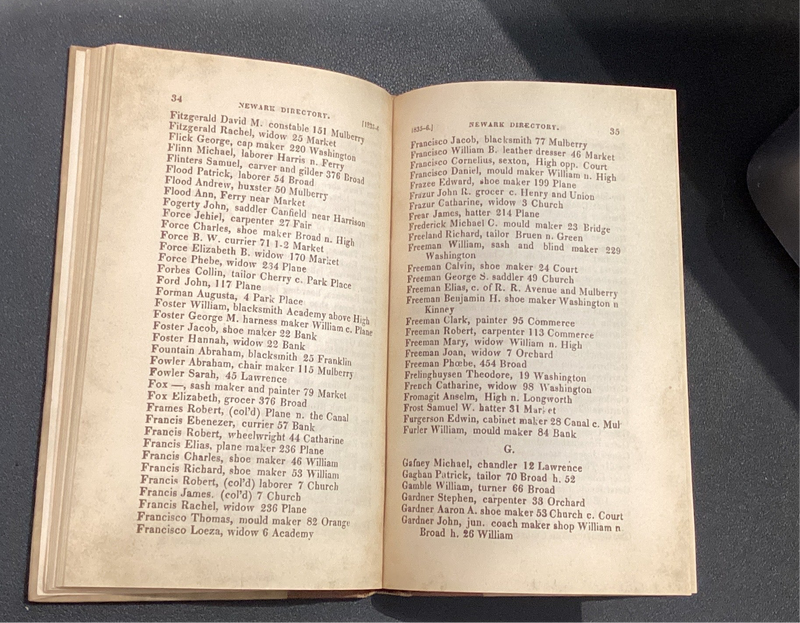 34
NEWARK DIRECTORY.
[1835-6
Fitzgerald David M. constable 151 Mulberry
Fitzgerald Rachel, widow 25 Market
Flick George, cap maker 220 Washington
Flinn Michael, laborer Harris n. Ferry
Flinters Samuel, carver and gilder 376 Broad
Flood Patrick, laborer 54 Broad
Flood Andrew, huxster 50 Mulberry
Flood Ann, Ferry near Market
Fogerty John, saddler Canfield near Harrison
Force Jehiel, carpenter 27 Fair
Force Charles, shoe maker Broad n. High
Force B. W. currier 71 1-2 Market
Force Elizabeth B. widow 170 Market
Force Phebe, widow 234 Plane
Forbes Collin, tailor Cherry c. Park Place
Ford John, 117 Plane
Forman Augusta, 4 Park Place
Foster William, blacksmith Academy above High
Foster George M. harness maker William c. Plane
Foster Jacob, shoe maker 22 Bank
Foster Hannah, widow 22 Bank
Fountain Abraham, blacksmith 25 Franklin
Fowler Abraham, chair maker 115 Mulberry
Fowler Sarah, 45 Lawrence
Fox —, sash maker and painter 79 Market
Fox Elizabeth, grocer 376 Broad
Frames Robert, (col'd) Plane n. the Canal
Francis Ebenezer, currier 57 Bank
Francis Robert, wheelwright 44 Catharine
Francis Elias, plane maker 236 Plane
Francis Charles, shoe maker 46 William
Francis Richard, shoe maker 53 William
Francis Robert, (col'd) laborer 7 Church
Francis James. (col'd) 7 Church
Francis Rachel, widow 236 Plane
Francisco Thomas, mould maker 82 Orange
Francisco Loeza, widow 6 Academy
1835-6.]
NEWARK DIRECTORY.
35
Francisco Jacob, blacksmith 77 Mulberry
Francisco William B. leather dresser 46 Market
Francisco Cornelius, sexton, High opp. Court
Francisco Daniel, mould maker William n. High
Frazee Edward, shoe maker 199 Plane
Frazur John R. grocer c. Henry and Union
Frazur Catharine, widow 3 Church
Frear James, hatter 214 Plane
Frederick Michael C. mould maker 23 Bridge
Freeland Richard, tailor Bruen n. Green
Freeman William, sash and blind maker 229
Washington
Freeman Calvin, shoe maker 24 Court
Freeman George S. saddler 49 Church
Freeman Elias, c. of R. R. Avenue and Mulberry
Freeman Benjamin H. shoe maker Washington n
Kinney
Freeman Clark, painter 95 Commerce
Freeman Robert, carpenter 113 Commerce
Freeman Mary, widow William n. High
Freeman Joan, widow 7 Orchard
Freeman Phœbe, 454 Broad
Frelinghuysen Theodore, 19 Washington
French Catharine, widow 98 Washington
Fromagit Anselm, High n. Longworth
Frost Samuel W. hatter 31 Market
Furgerson Edwin, cabinet maker 28 Canal c. Mul
Furler William, mould maker 84 Bank
G.
Gafney Michael, chandler 12 Lawrence
Gaghan Patrick, tailor 70 Broad h. 52
Gamble William, turner 66 Broad
Gardner Stephen, carpenter 38 Orchard
Gardner Aaron A. shoe maker 53 Church c. Court
Gardner John, jun. coach maker shop William n
Broad h. 26 William